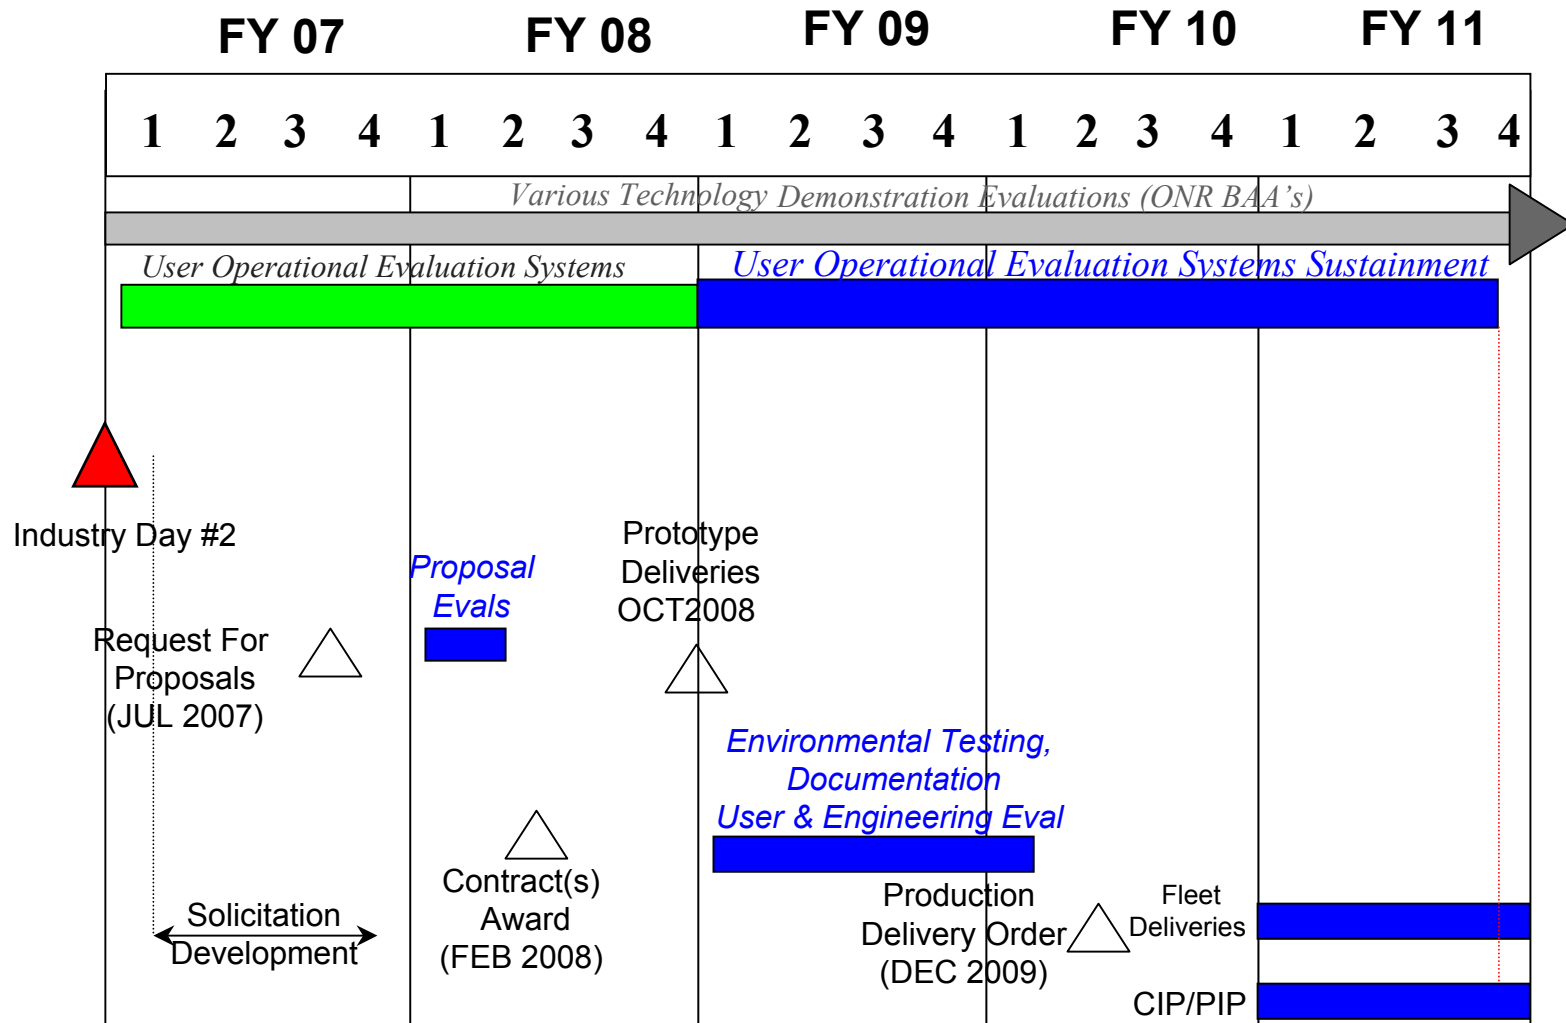 FY 07 FY 08 FY 09 FY 10 FY 11
1 2 3 4 1 2 3 4 1 2 3 4 1 2 3 4 1 2 3 4
Various Technology Demonstration Evaluations (ONR BAA's)
User Operational Evaluation Systems
User Operational Evaluation Systems Sustainment
Industry Day #2
Prototype
Deliveries
OCT2008
Proposal
Evals
Request For
Proposals
(JUL 2007)
Environmental Testing,
Documentation
User & Engineering Eval
Contract(s)
Award
(FEB 2008)
Solicitation
Development
Production
Delivery Order
(DEC 2009)
Fleet
Deliveries
CIP/PIP